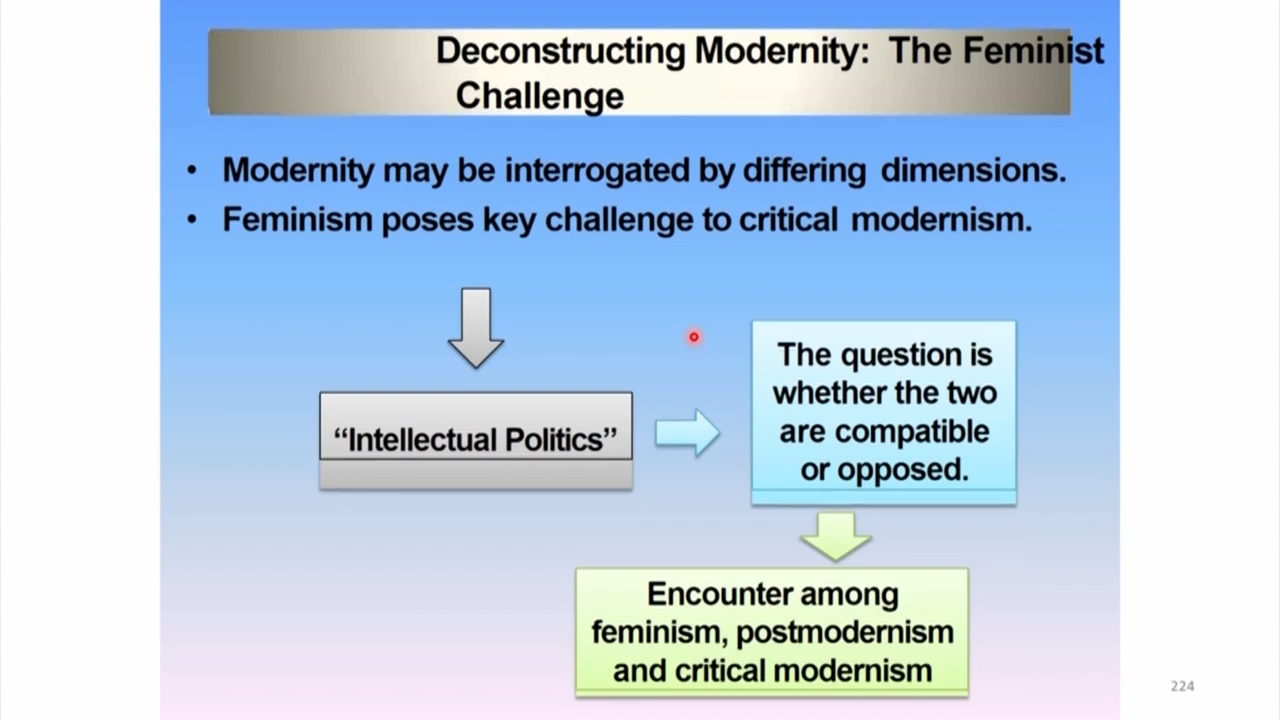 Deconstructing Modernity: The Feminist
Challenge
• Modernity may be interrogated by differing dimensions.
• Feminism poses key challenge to critical modernism.
“Intellectual Politics”
The question is
whether the two
are compatible
or opposed.
Encounter among
feminism, postmodernism
and critical modernism
224